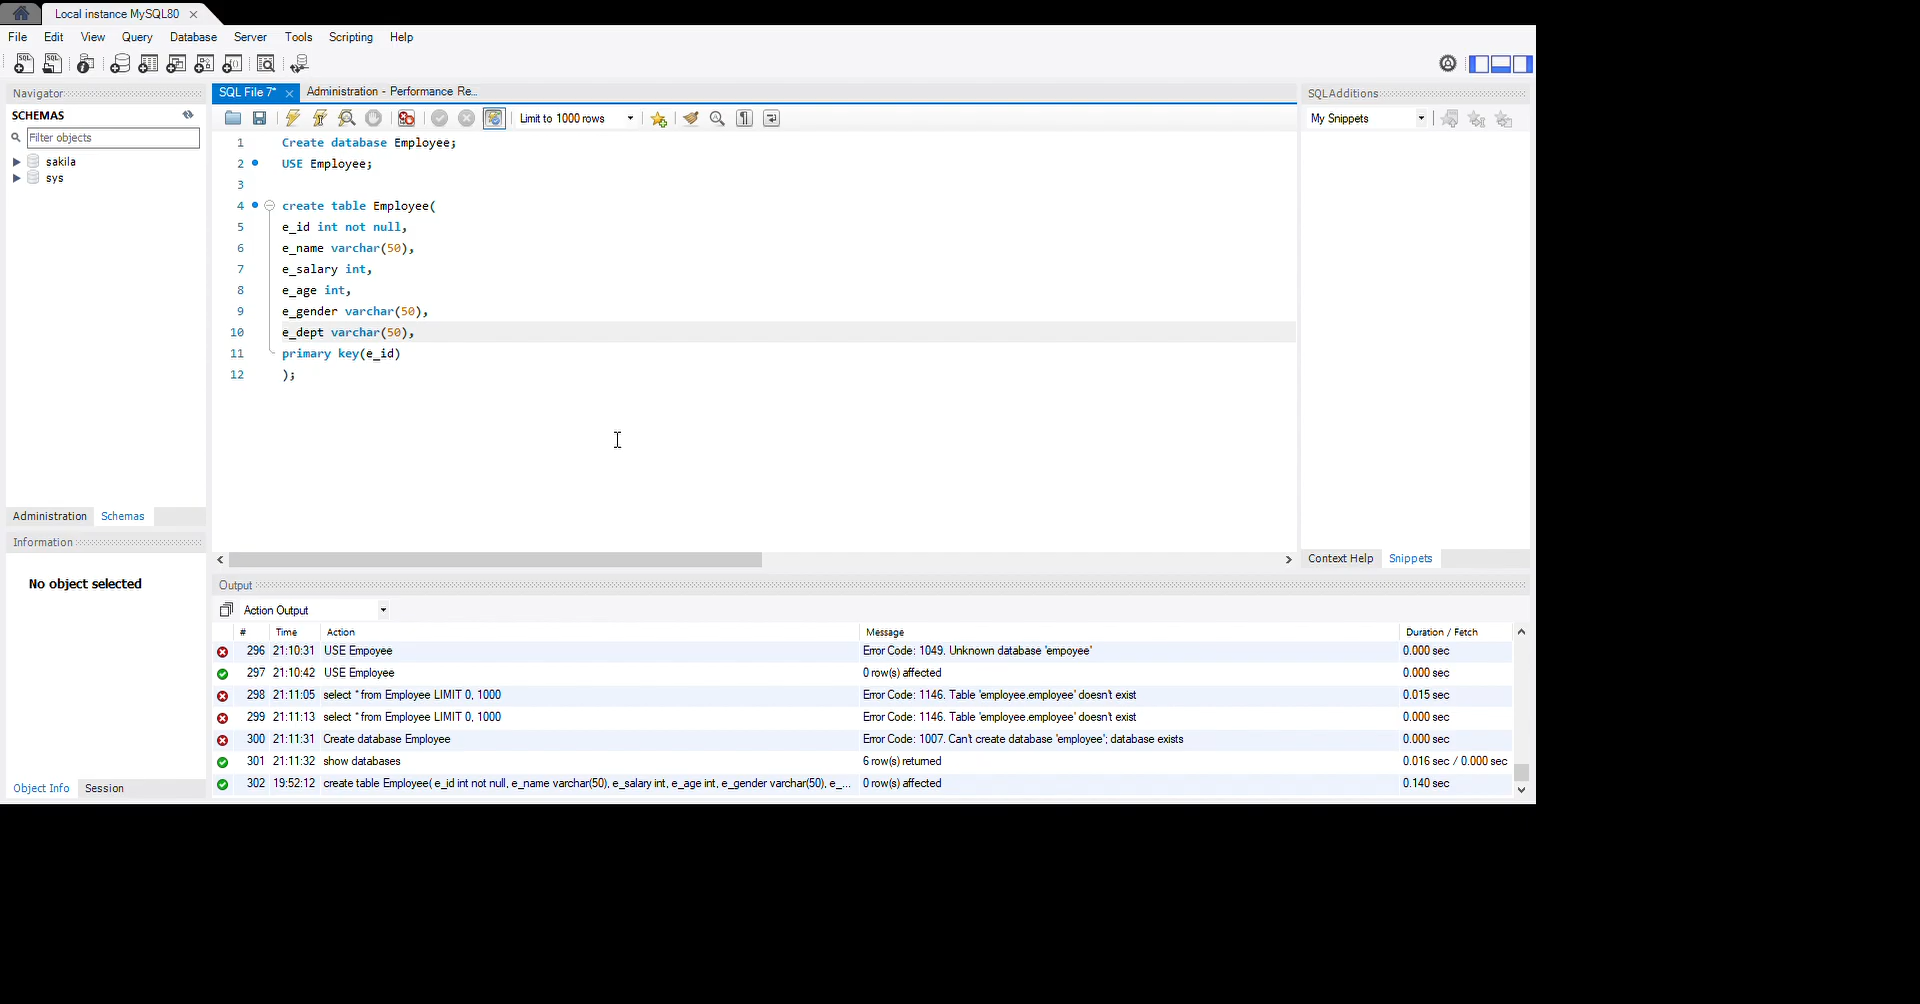 Local instance MySQL80
File Edit View Query Database Server Tools Scripting Help
Navigator
SCHEMAS
Filter objects
sakila
sys
Administration Schemas
Information
No object selected
Object Info Session
SQL File 7* Administration - Performance Re...
Limit to 1000 rows
1 Create database Employee;
2 USE Employee;
3
4 create table Employee(
5 e_id int not null,
6 e_name varchar(50),
7 e_salary int,
8 e_age int,
9 e_gender varchar(50),
10 e_dept varchar(50),
11 primary key(e_id)
12 );
SQLAdditions
My Snippets
Context Help Snippets
Output
Action Output
# Time Action Message Duration / Fetch
296 21:10:31 USE Empoyee Error Code: 1049. Unknown database 'empoyee' 0.000 sec
297 21:10:42 USE Employee 0 row(s) affected 0.000 sec
298 21:11:05 select * from Employee LIMIT 0, 1000 Error Code: 1146. Table 'employee.employee' doesn't exist 0.015 sec
299 21:11:13 select * from Employee LIMIT 0, 1000 Error Code: 1146. Table 'employee.employee' doesn't exist 0.000 sec
300 21:11:31 Create database Employee Error Code: 1007. Can't create database 'employee'; database exists 0.000 sec
301 21:11:32 show databases 6 row(s) returned 0.016 sec / 0.000 sec
302 19:52:12 create table Employee( e_id int not null, e_name varchar(50), e_salary int, e_age int, e_gender varchar(50), e_... 0 row(s) affected 0.140 sec